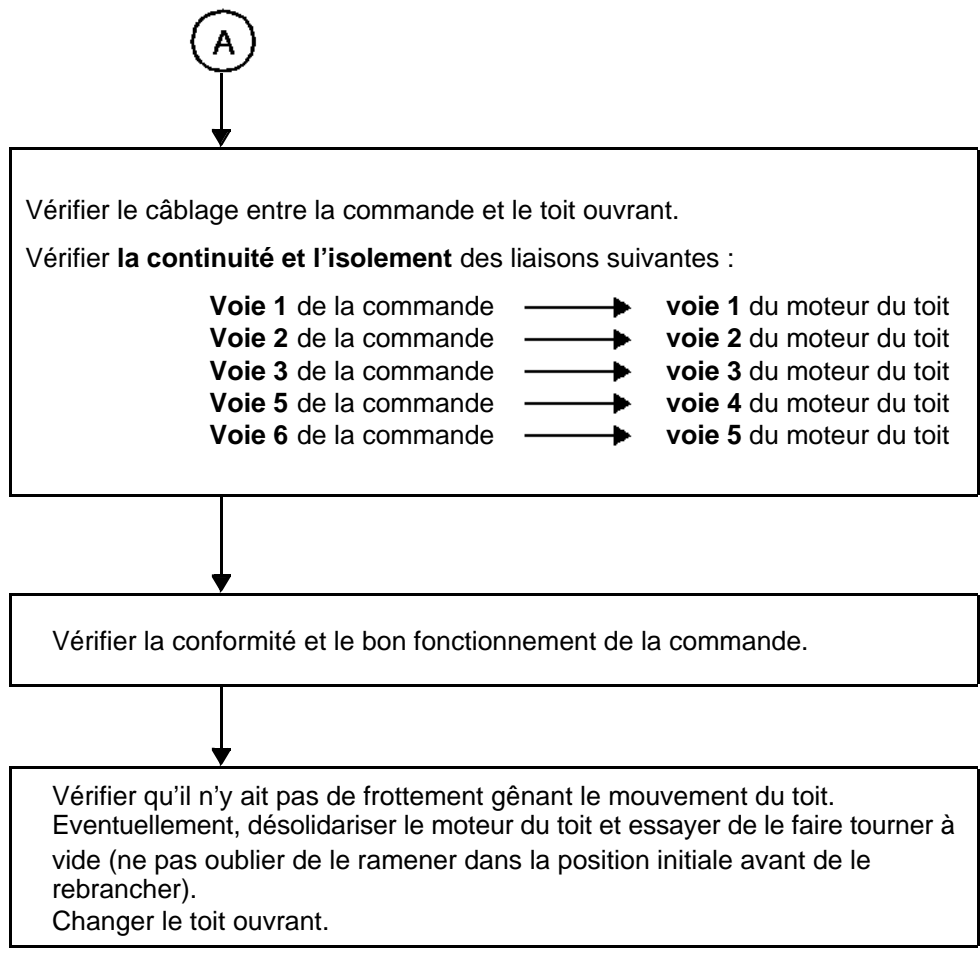 A
Vérifier le câblage entre la commande et le toit ouvrant.
Vérifier la continuité et l'isolement des liaisons suivantes :
Voie 1 de la commande voie 1 du moteur du toit
Voie 2 de la commande voie 2 du moteur du toit
Voie 3 de la commande voie 3 du moteur du toit
Voie 5 de la commande voie 4 du moteur du toit
Voie 6 de la commande voie 5 du moteur du toit
Vérifier la conformité et le bon fonctionnement de la commande.
Vérifier qu'il n'y ait pas de frottement gênant le mouvement du toit.
Eventuellement, désolidariser le moteur du toit et essayer de le faire tourner à
vide (ne pas oublier de le ramener dans la position initiale avant de le
rebrancher).
Changer le toit ouvrant.